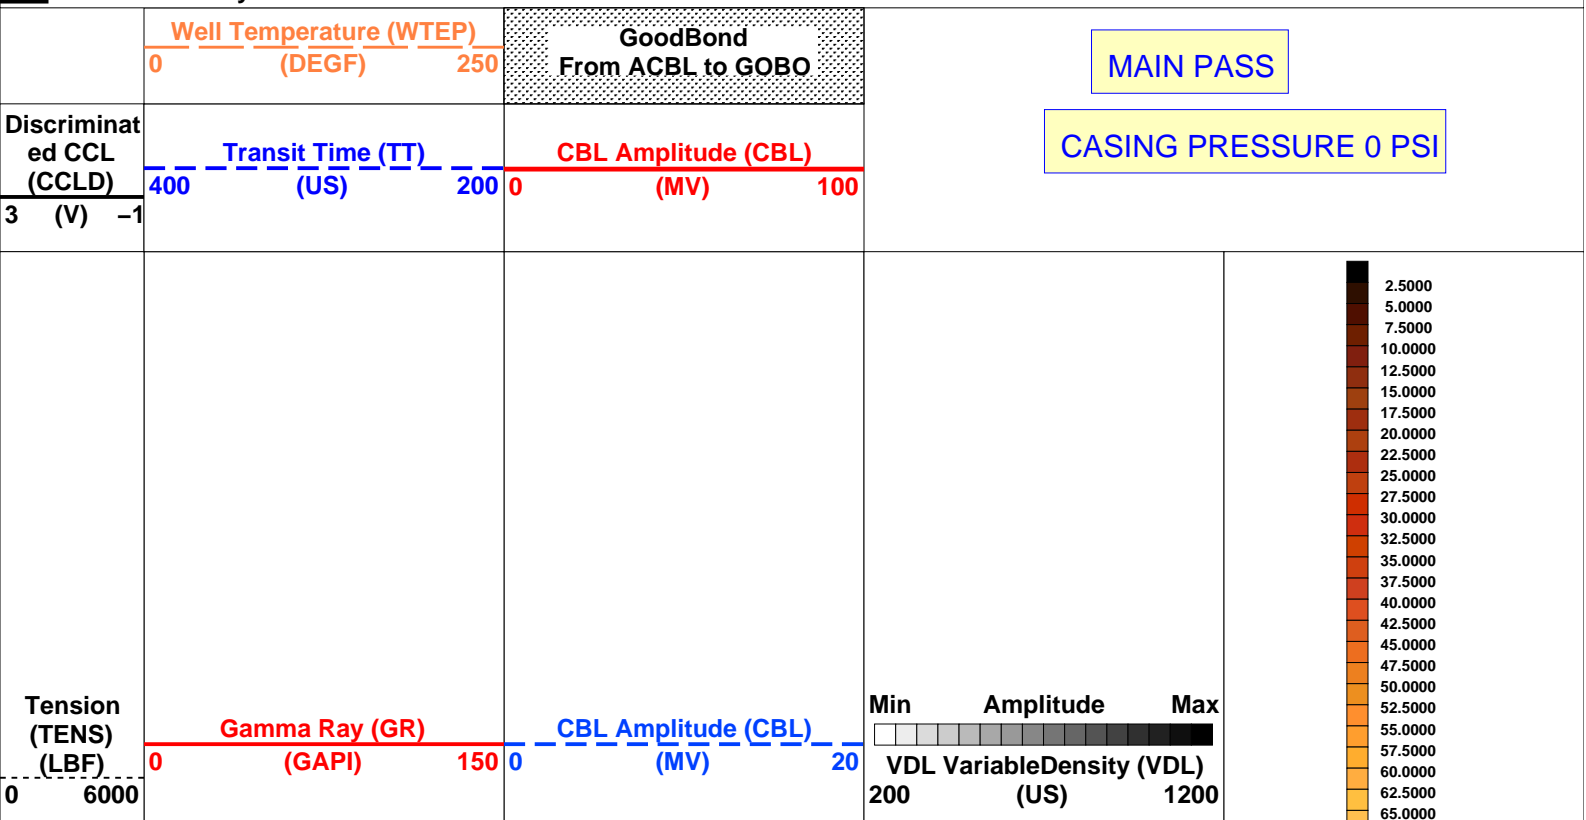 Well Temperature (WTEP)
0 (DEGF) 250
GoodBond
From ACBL to GOBO
MAIN PASS
CASING PRESSURE 0 PSI
Discriminat
ed CCL
(CCLD)
3 (V) –1
Transit Time (TT)
400 (US) 200
CBL Amplitude (CBL)
0 (MV) 100
Tension
(TENS)
(LBF)
0 6000
Gamma Ray (GR)
0 (GAPI) 150
CBL Amplitude (CBL)
0 (MV) 20
Min Amplitude Max
VDL VariableDensity (VDL)
200 (US) 1200
2.5000
5.0000
7.5000
10.0000
12.5000
15.0000
17.5000
20.0000
22.5000
25.0000
27.5000
30.0000
32.5000
35.0000
37.5000
40.0000
42.5000
45.0000
47.5000
50.0000
52.5000
55.0000
57.5000
60.0000
62.5000
65.0000